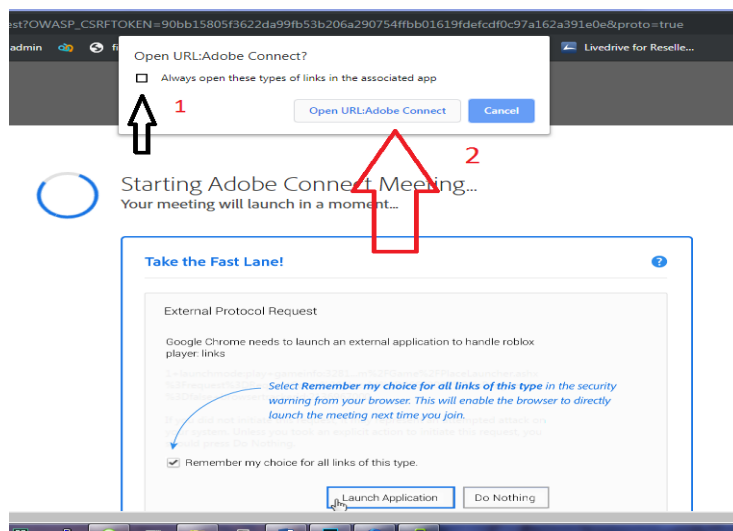 est?OWASP_CSRFTOKEN=90bb15805f3622da99fb53b206a290754ffbb01619fdefcdf0c97a162a391e0e&proto=true
admin
fi
Livedrive for Reselle...
Open URL:Adobe Connect?
Always open these types of links in the associated app
1
Open URL:Adobe Connect Cancel
2
Starting Adobe Connect Meeting...
Your meeting will launch in a moment...
Take the Fast Lane! ?
External Protocol Request
Google Chrome needs to launch an external application to handle roblox
player: links
Select Remember my choice for all links of this type in the security
warning from your browser. This will enable the browser to directly
launch the meeting next time you join.
Remember my choice for all links of this type.
Launch Application Do Nothing